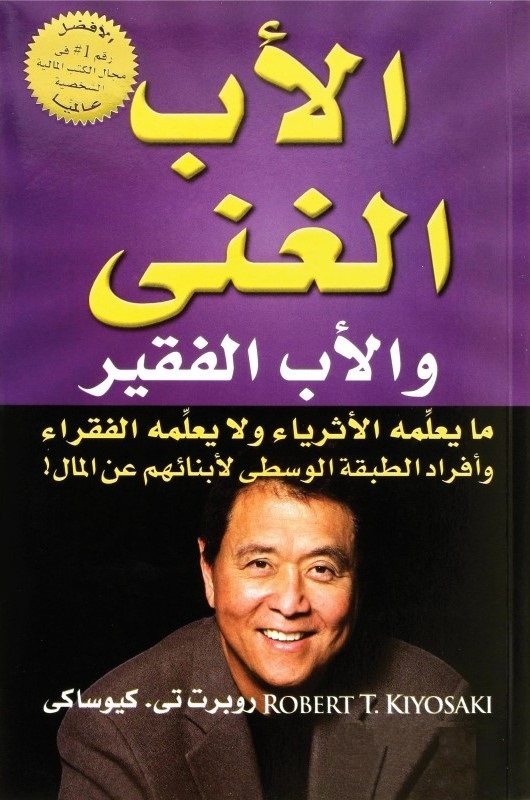 الأفضل
رقم 1# فى
مجال الكتب المالية
الشخصية
عالميًا
الأب
الغنى
والأب الفقير
ما يعلِّمه الأثرياء ولا يعلِّمه الفقراء
وأفراد الطبقة الوسطى لأبنائهم عن المال!
روبرت تى. كيوساكى ROBERT T. KIYOSAKI